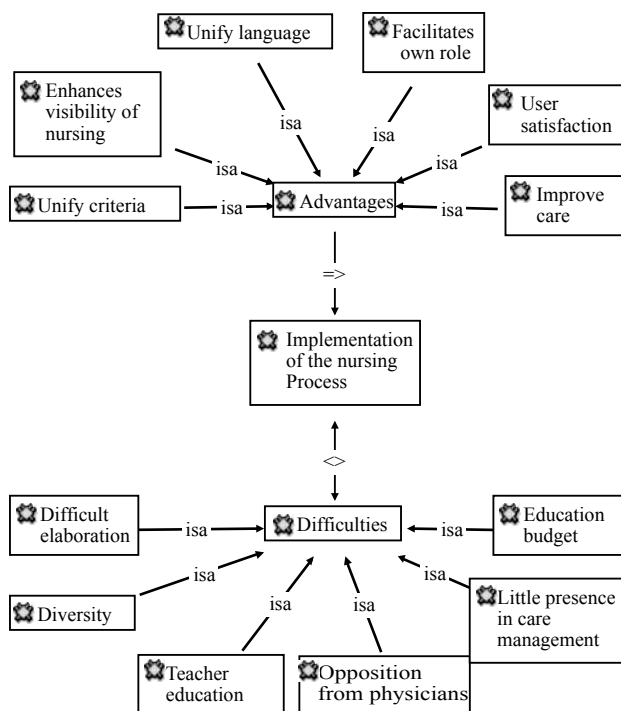 Unify language
Facilitates
own role
Enhances
visibility of
nursing
User
satisfaction
isa
isa
isa
isa
Unify criteria
isa
Advantages
isa
Improve
care
=>
Implementation
of the nursing
Process
<>
Difficult
elaboration
isa
Difficulties
isa
Education
budget
Diversity
isa
isa
isa
isa
Little presence
in care
management
Teacher
education
Opposition
from physicians